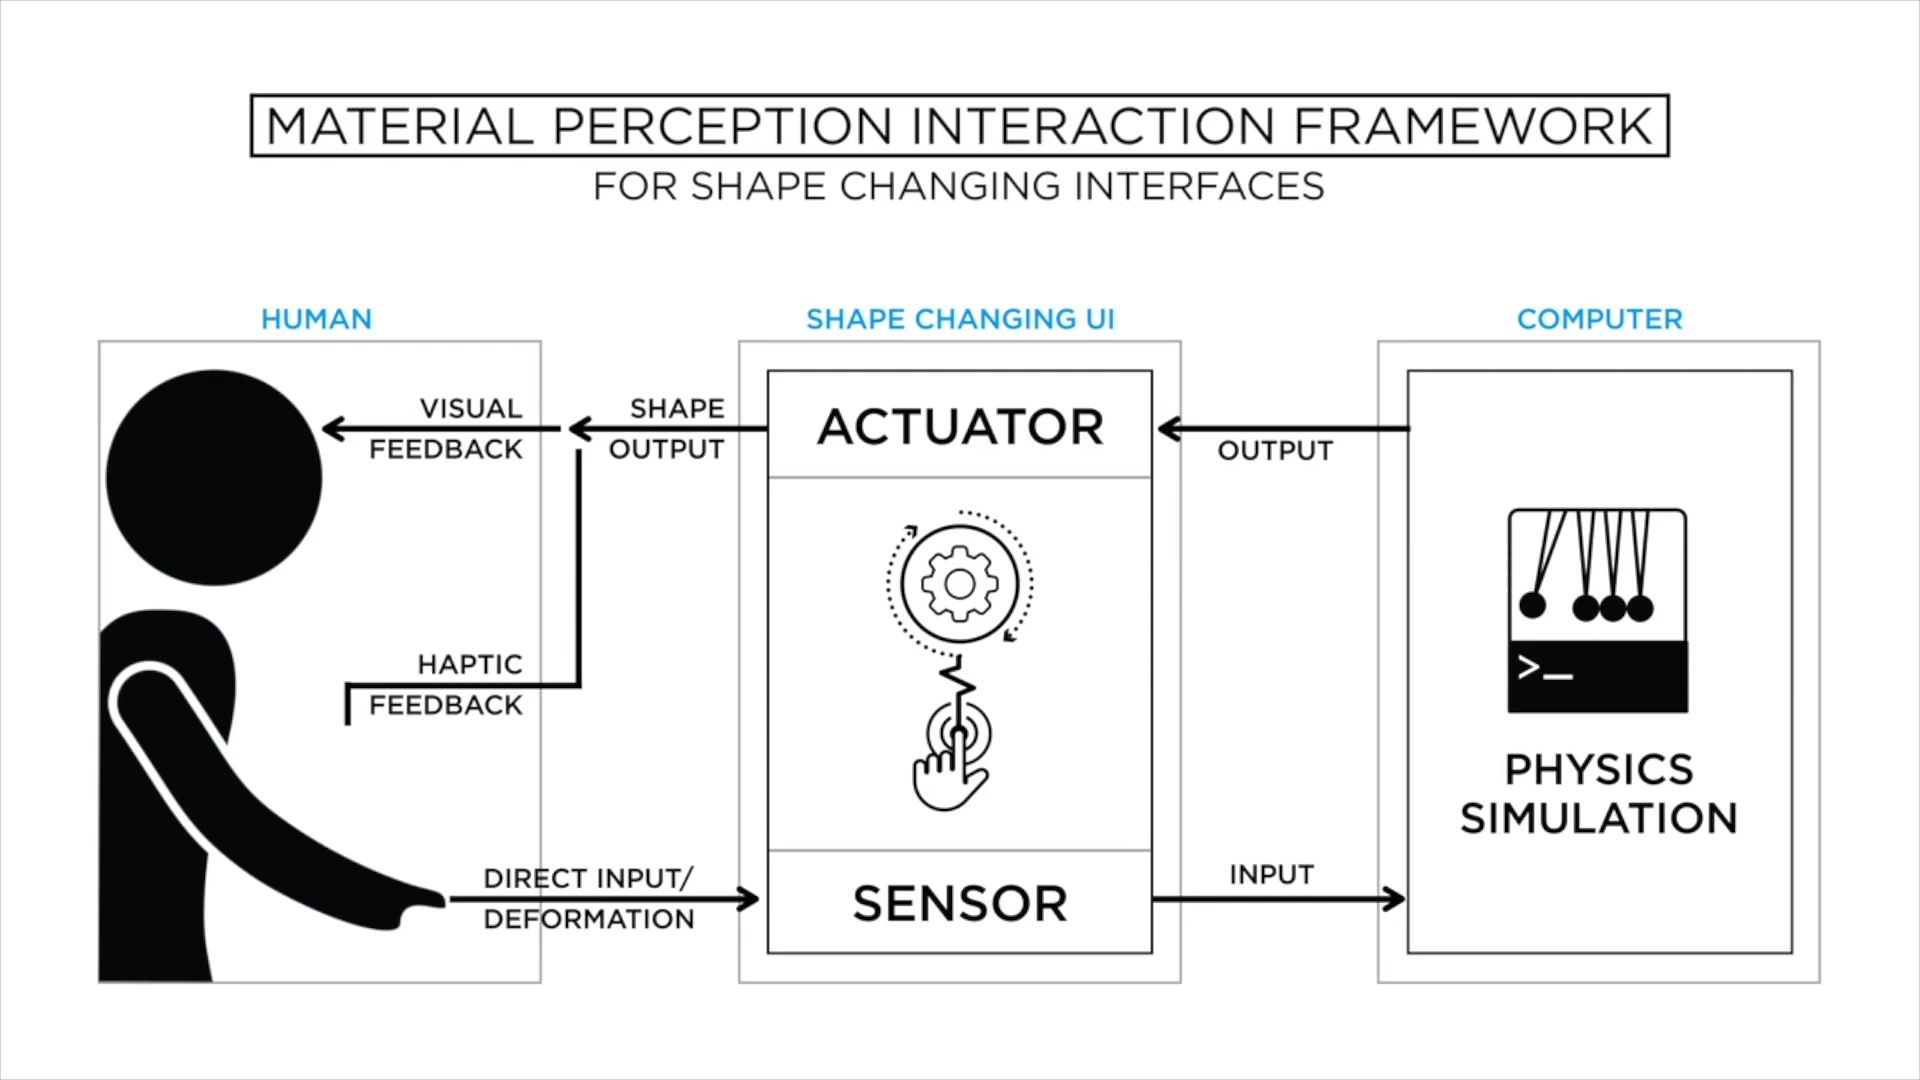 MATERIAL PERCEPTION INTERACTION FRAMEWORK
FOR SHAPE CHANGING INTERFACES
HUMAN
VISUAL
FEEDBACK
HAPTIC
FEEDBACK
DIRECT INPUT/
DEFORMATION
SHAPE
OUTPUT
SHAPE CHANGING UI
ACTUATOR
SENSOR
OUTPUT
INPUT
COMPUTER
>_
PHYSICS
SIMULATION